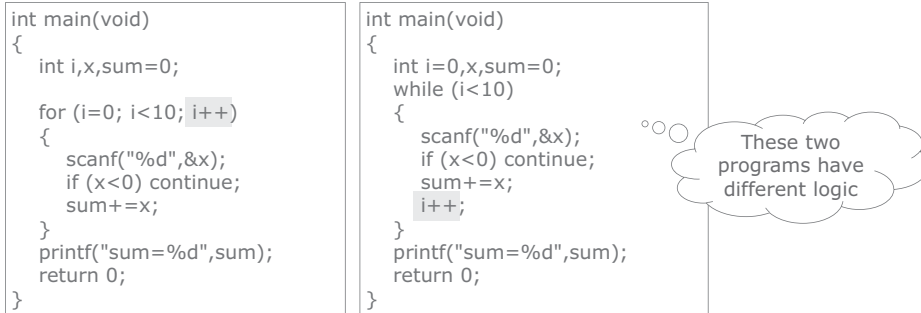 int main(void)
{
int i,x,sum=0;
for (i=0; i<10; i++)
{
scanf("%d",&x);
if (x<0) continue;
sum+=x;
}
printf("sum=%d",sum);
return 0;
}
int main(void)
{
int i=0,x,sum=0;
while (i<10)
{
scanf("%d",&x);
if (x<0) continue;
sum+=x;
i++;
}
printf("sum=%d",sum);
return 0;
}
These two
programs have
different logic